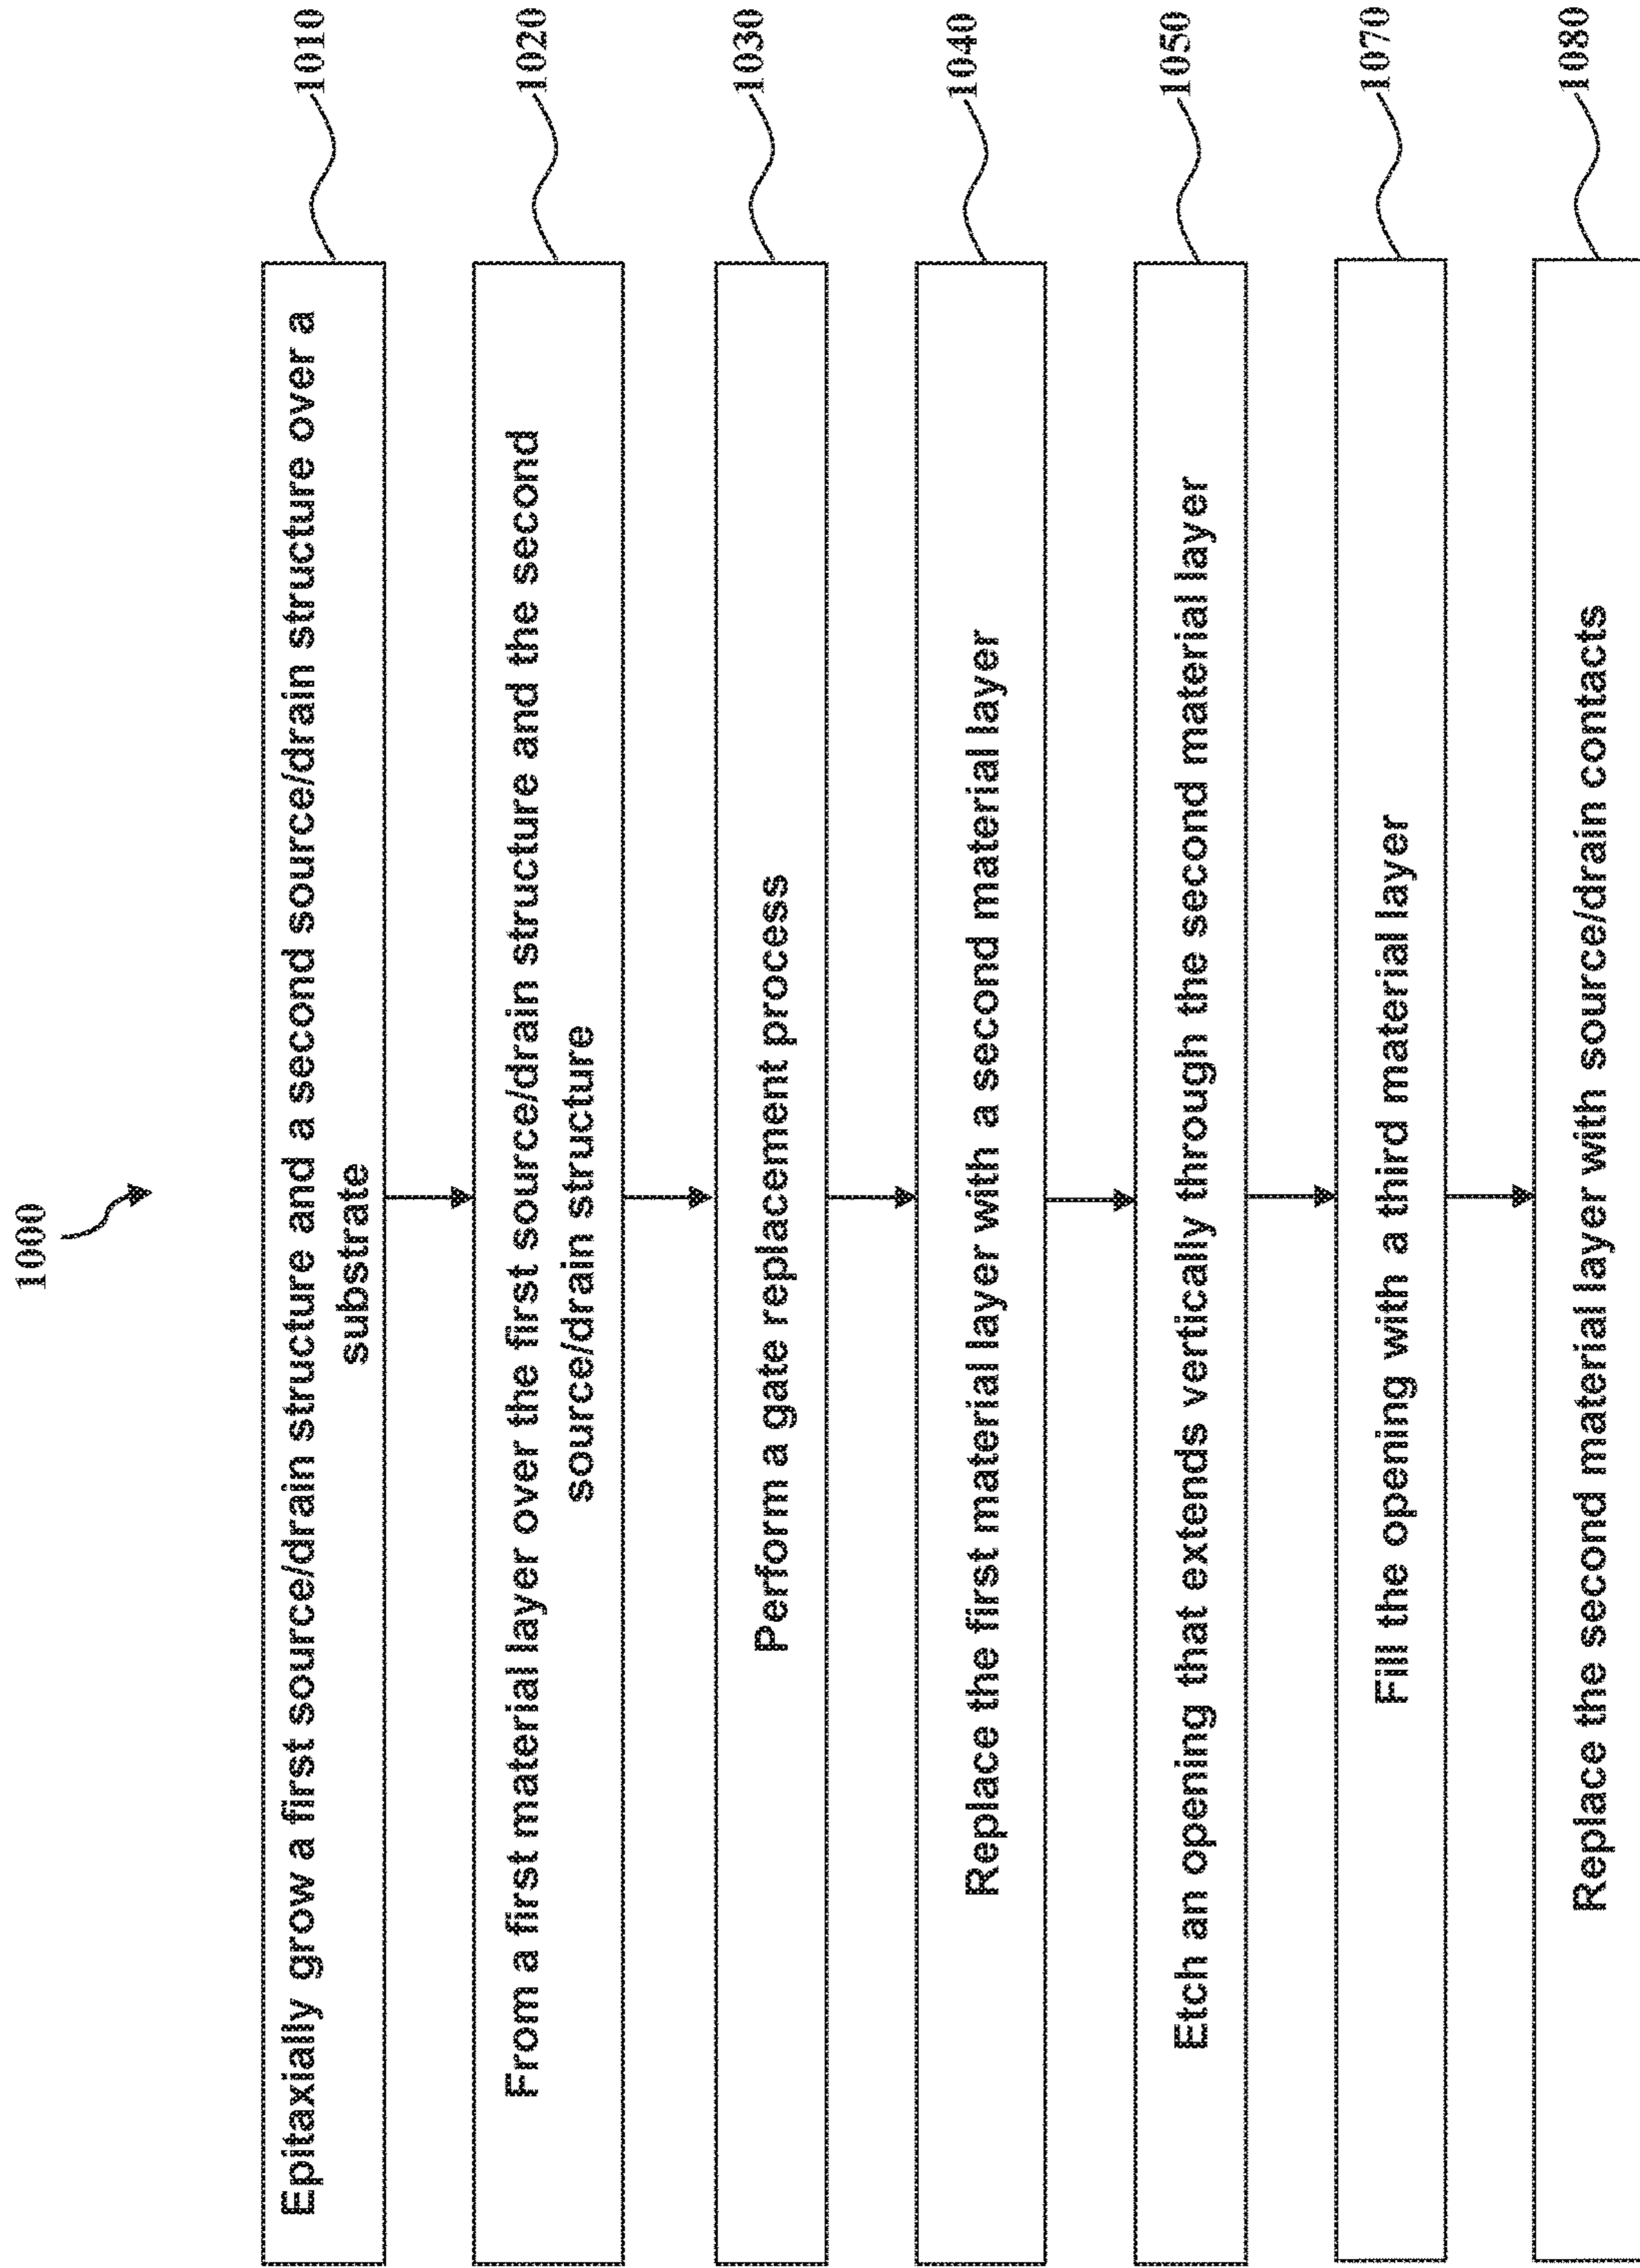 1000
Epitaxially grow a first source/drain structure and a second source/drain structure over a
substrate
1010
From a first material layer over the first source/drain structure and the second
source/drain structure
1020
Perform a gate replacement process
1030
Replace the first material layer with a second material layer
1040
Etch an opening that extends vertically through the second material layer
1050
Fill the opening with a third material layer
1070
Replace the second material layer with source/drain contacts
1080